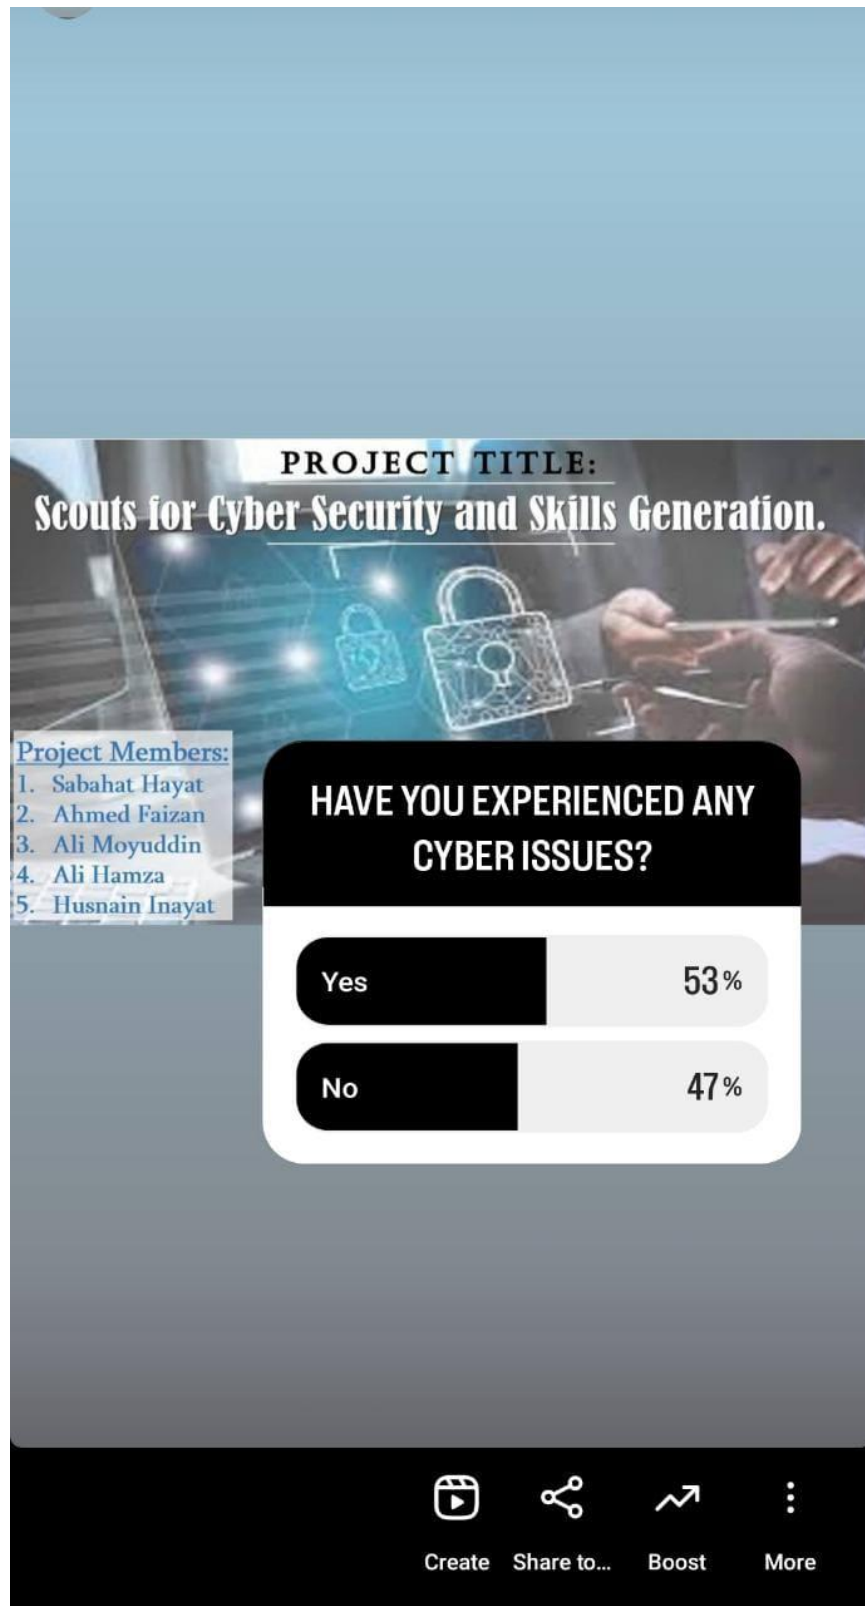 PROJECT TITLE:
Scouts for Cyber Security and Skills Generation.
Project Members:
1. Sabahat Hayat
2. Ahmed Faizan
3. Ali Moyuddin
4. Ali Hamza
5. Husnain Inayat
HAVE YOU EXPERIENCED ANY
CYBER ISSUES?
Yes 53%
No 47%
Create Share to... Boost More